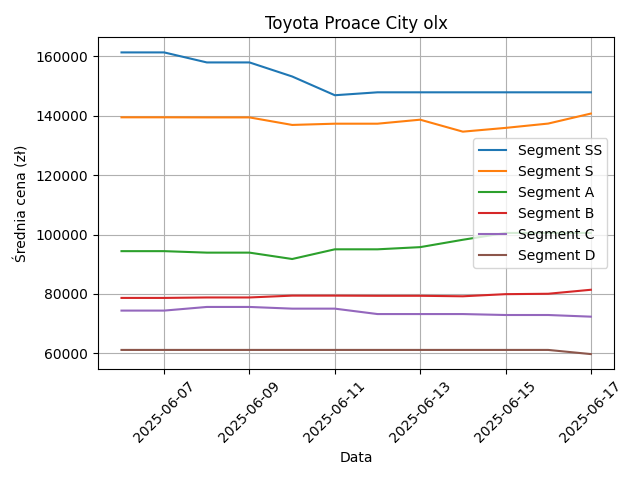 Toyota Proace City olx
Średnia cena (zł)
160000
140000
120000
100000
80000
60000
Segment SS
Segment S
Segment A
Segment B
Segment C
Segment D
2025-06-07
2025-06-09
2025-06-11
2025-06-13
2025-06-15
2025-06-17
Data